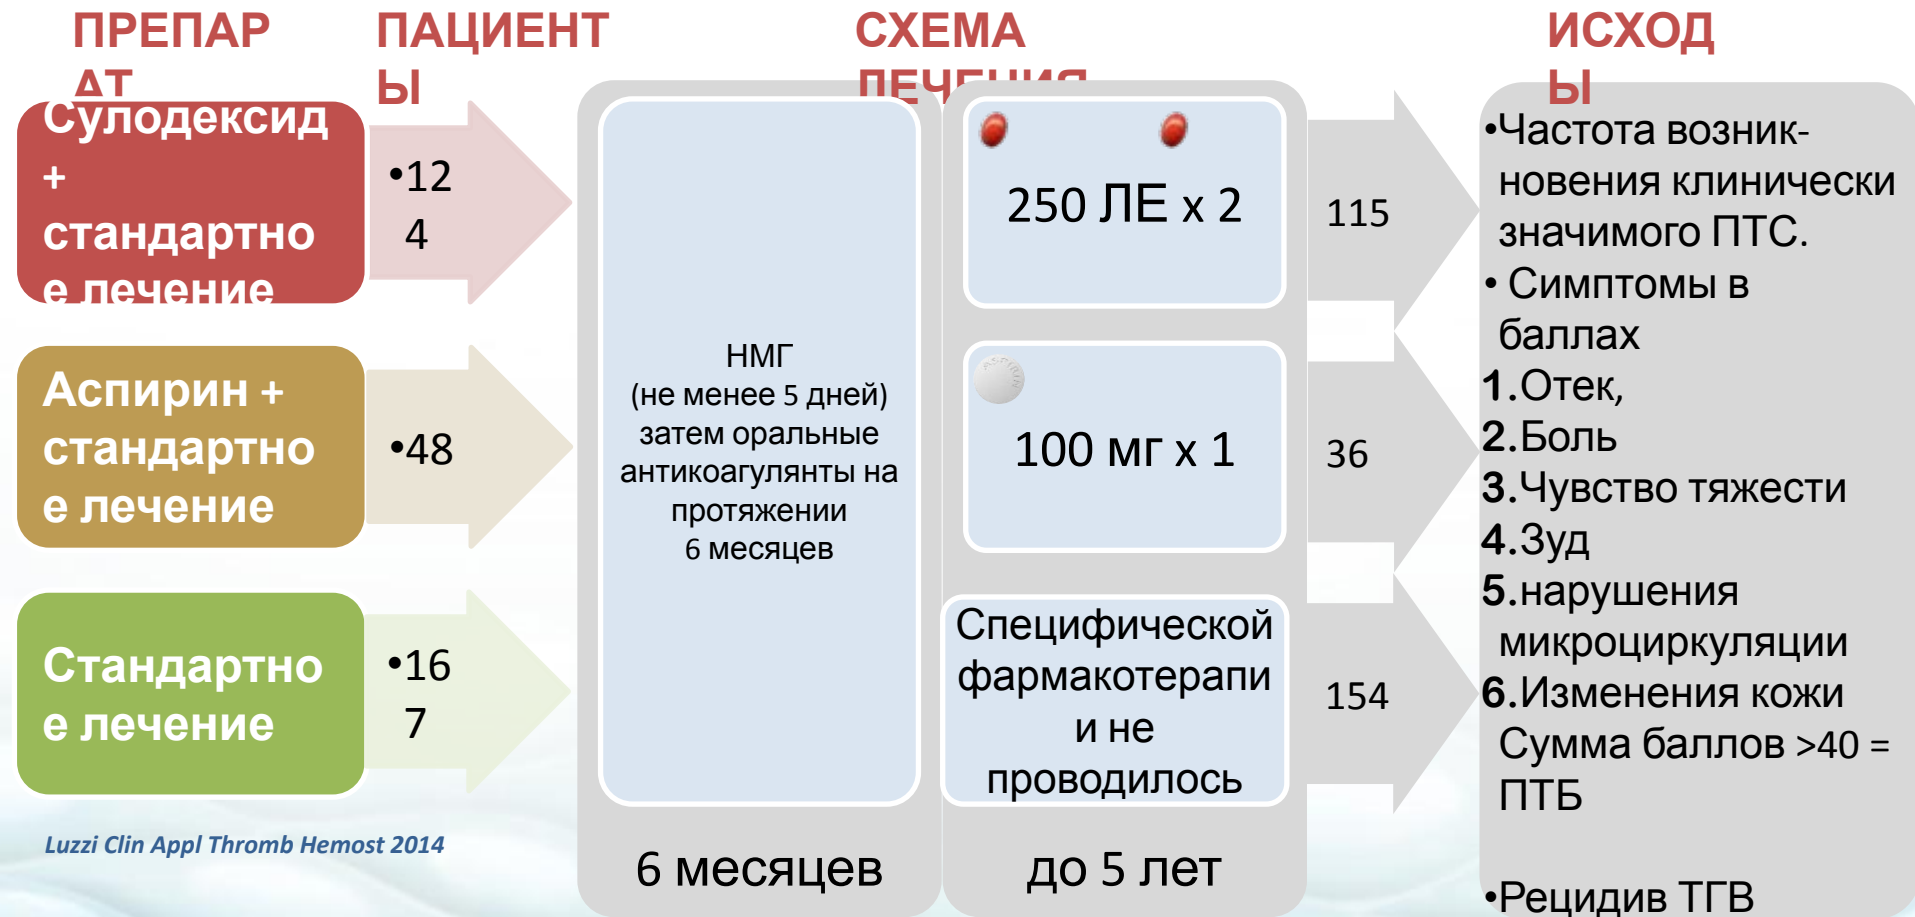 ПРЕПАР
АТ
ПАЦИЕНТ
Ы
СХЕМА
ЛЕЧЕНИЯ
ИСХОД
Ы
Сулодексид
+
стандартно
е лечение
•12
4
Аспирин +
стандартно
е лечение
•48
Стандартно
е лечение
•16
7
НМГ
(не менее 5 дней)
затем оральные
антикоагулянты на
протяжении
6 месяцев
6 месяцев
250 ЛЕ х 2
ASPIRIN
100 мг х 1
Специфической
фармакотерапи
и не
проводилось
до 5 лет
115
36
154
•Частота возник-
новения клинически
значимого ПТС.
• Симптомы в
баллах
1.Отек,
2.Боль
3.Чувство тяжести
4.Зуд
5.нарушения
микроциркуляции
6.Изменения кожи
Сумма баллов >40 =
ПТБ
•Рецидив ТГВ
Luzzi Clin Appl Thromb Hemost 2014